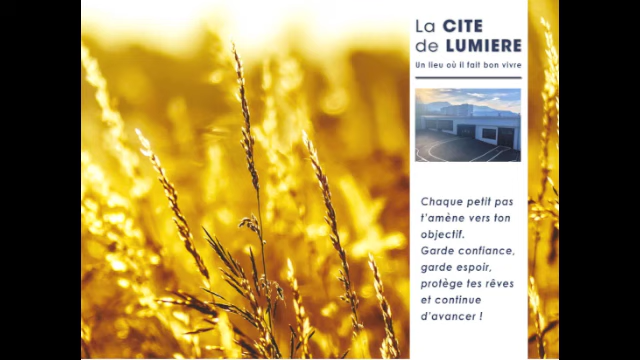 La CITE
de LUMIERE
Un lieu où il fait bon vivre
Chaque petit pas
t'amène vers ton
objectif.
Garde confiance,
garde espoir,
protège tes rêves
et continue
d'avancer !